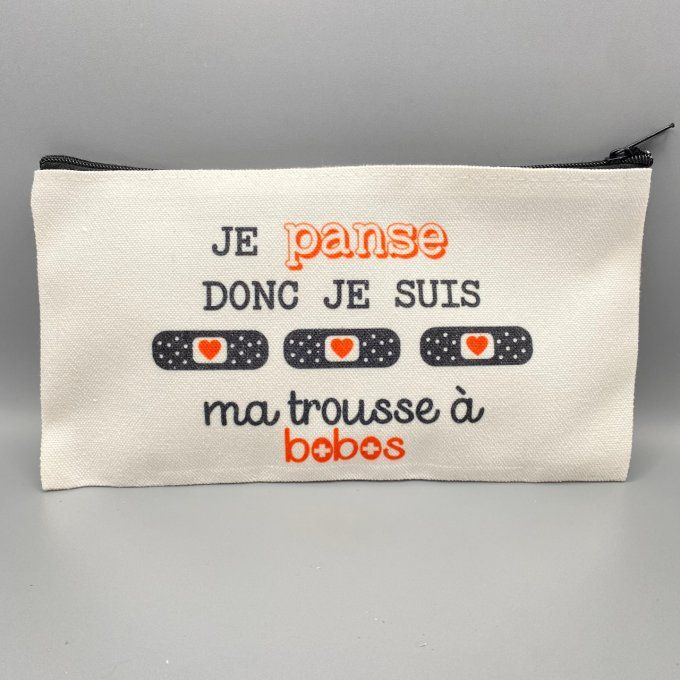 JE panse
DONC JE SUIS
ma trousse à
bobos